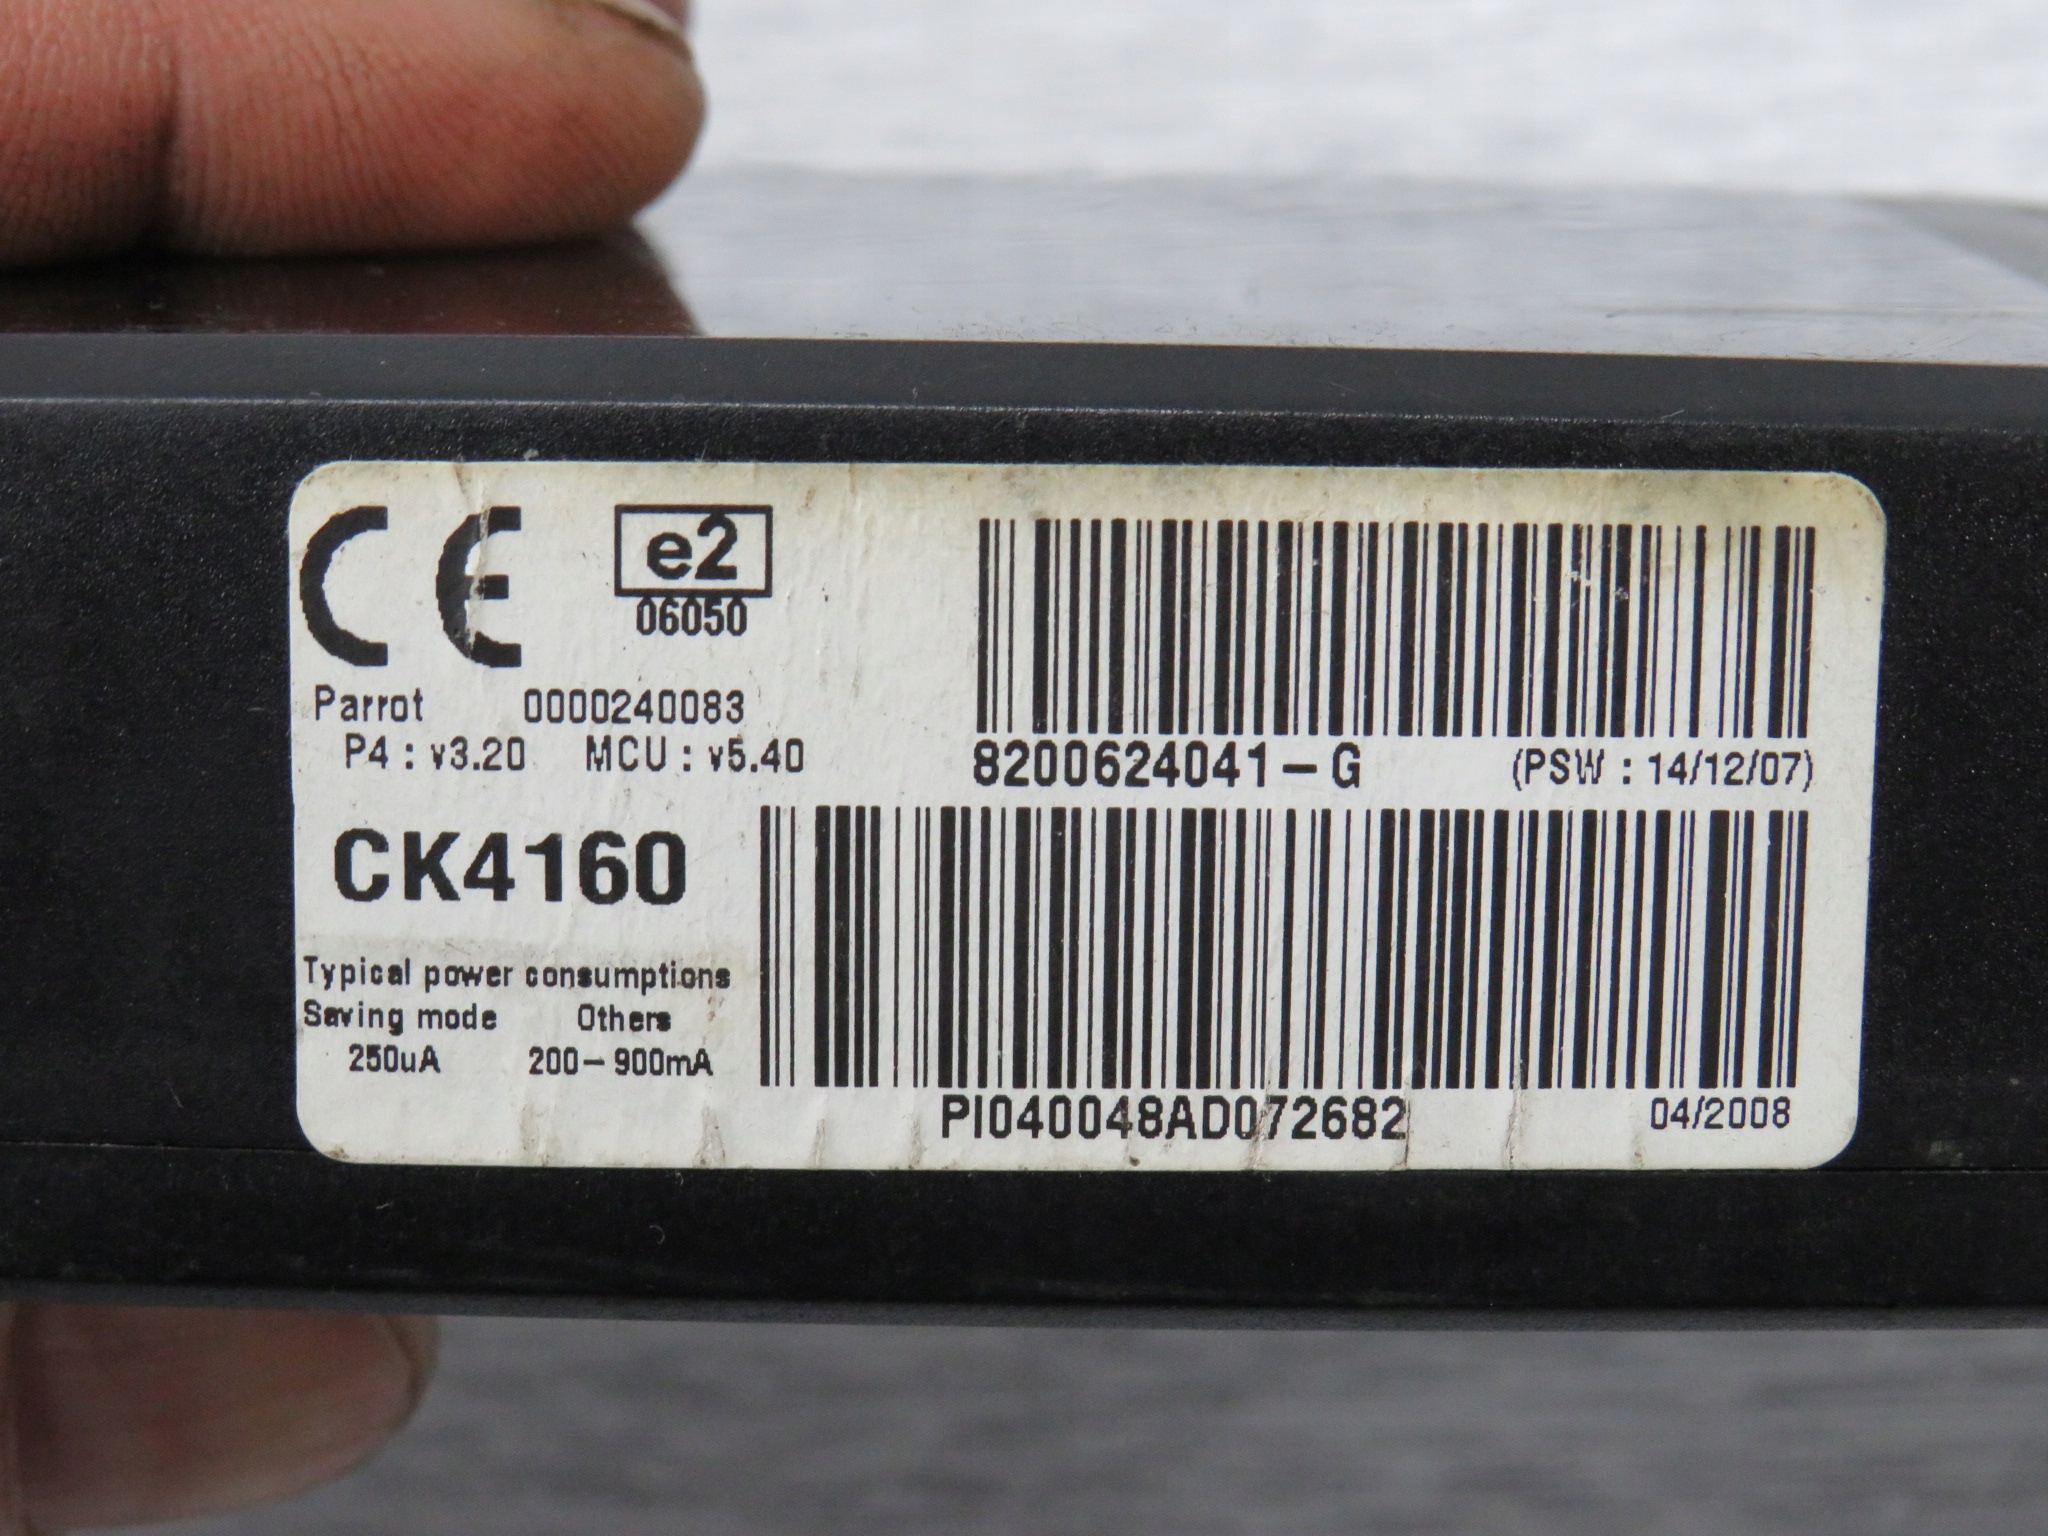 CE e2
06050
Parrot 0000240083
P4 : v3.20 MCU : v5.40
8200624041-G (PSW : 14/12/07)
CK4160
Typical power consumptions
Saving mode Others
250uA 200-900mA
PI040048AD072682 04/2008